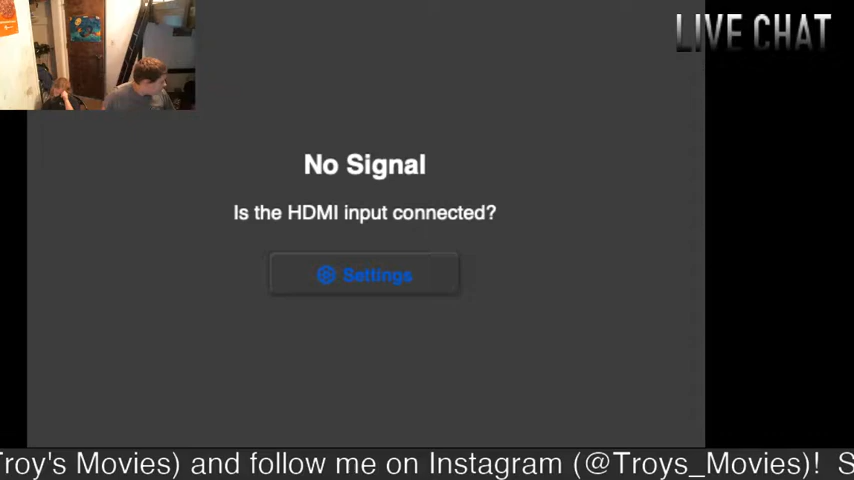 LIVE CHAT
No Signal
Is the HDMI input connected?
Settings
Troy's Movies) and follow me on Instagram (@Troys_Movies)! S